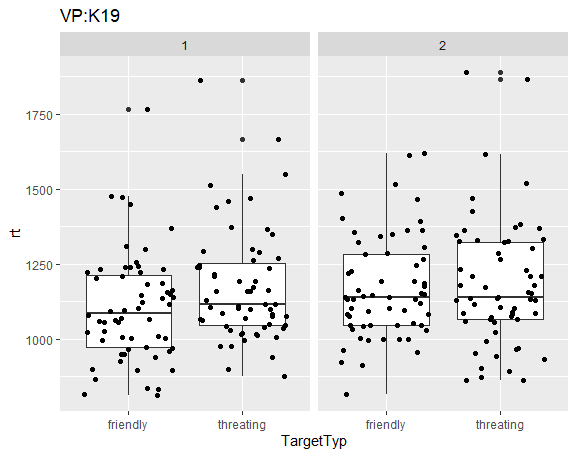 VP:K19
1 2
rt
1750
1500
1250
1000
friendly threating friendly threating
TargetTyp